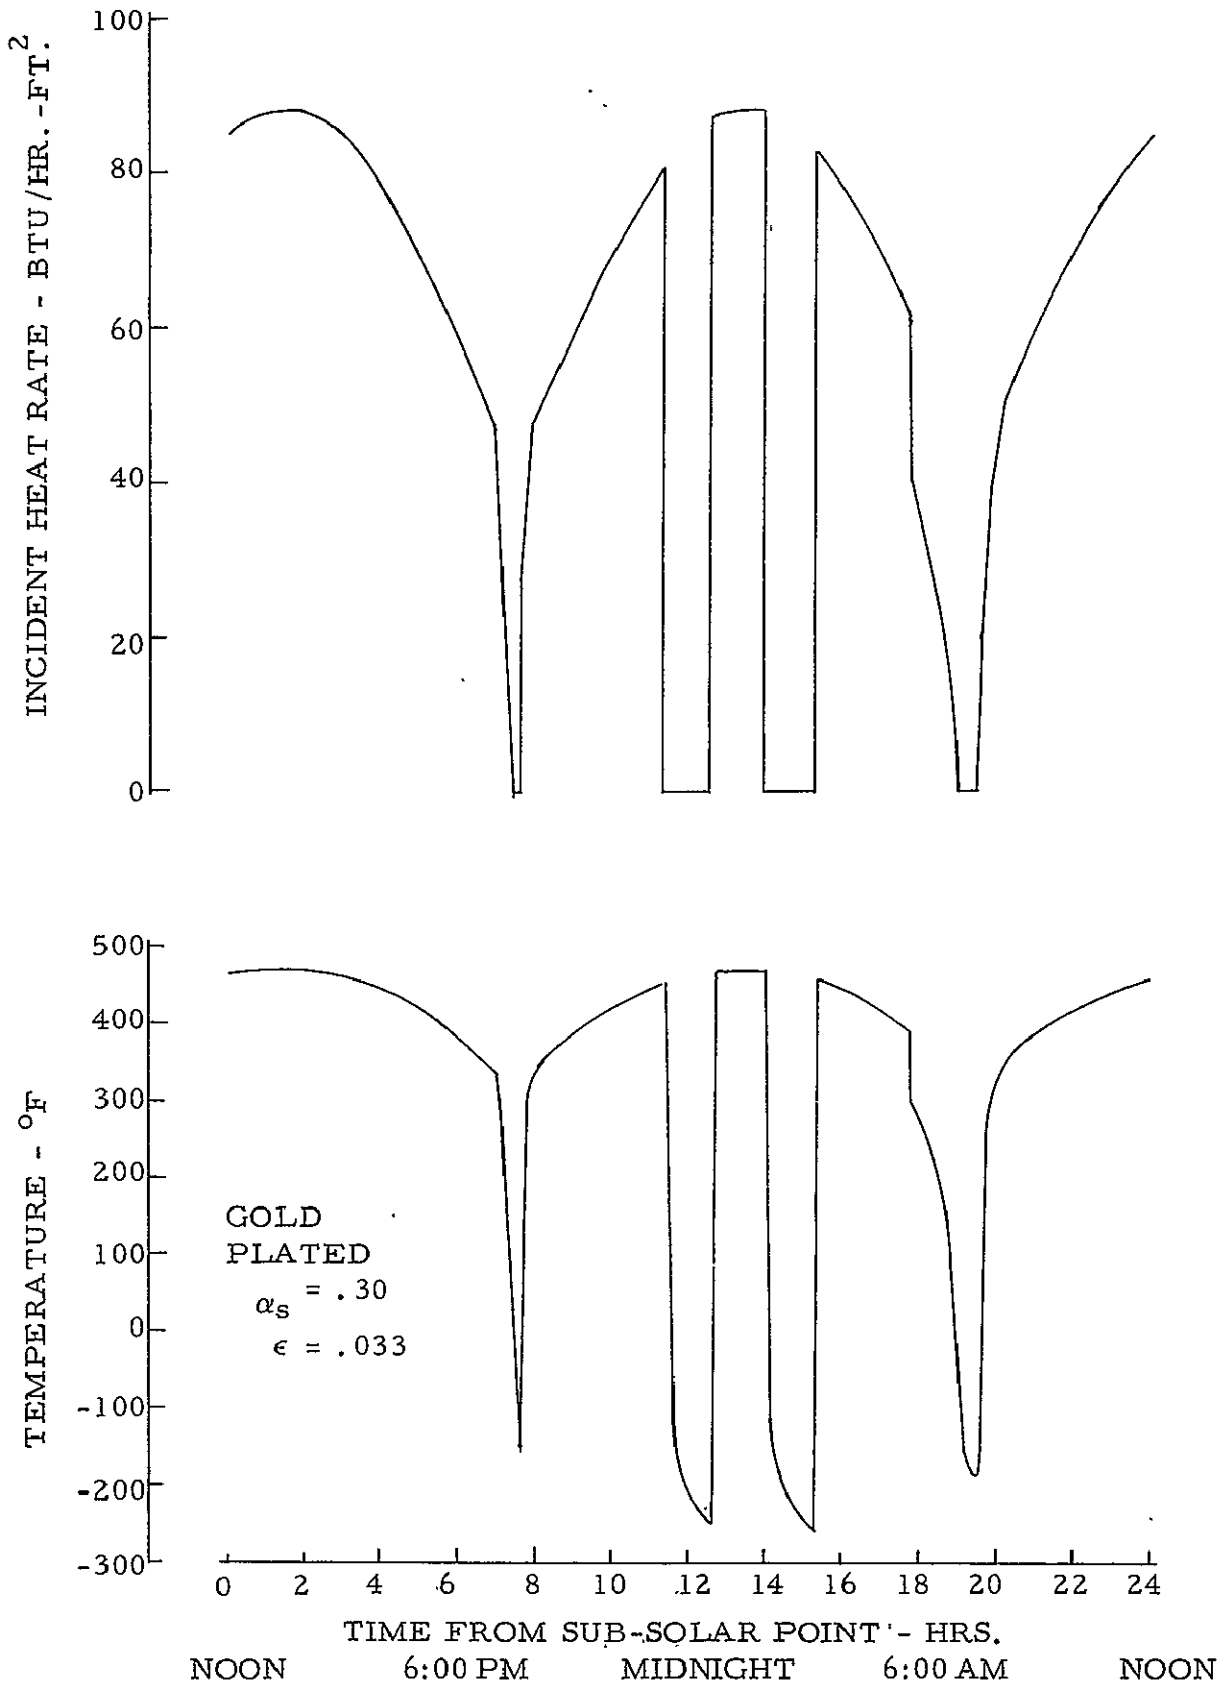 INCIDENT HEAT RATE - BTU/HR.-FT.²
100
80
60
40
20
0
TEMPERATURE - °F
500
400
300
200
100
0
-100
-200
-300
GOLD
PLATED
αs = .30
ϵ = .033
0 2 4 6 8 10 12 14 16 18 20 22 24
TIME FROM SUB-SOLAR POINT - HRS.
NOON 6:00 PM MIDNIGHT 6:00 AM NOON